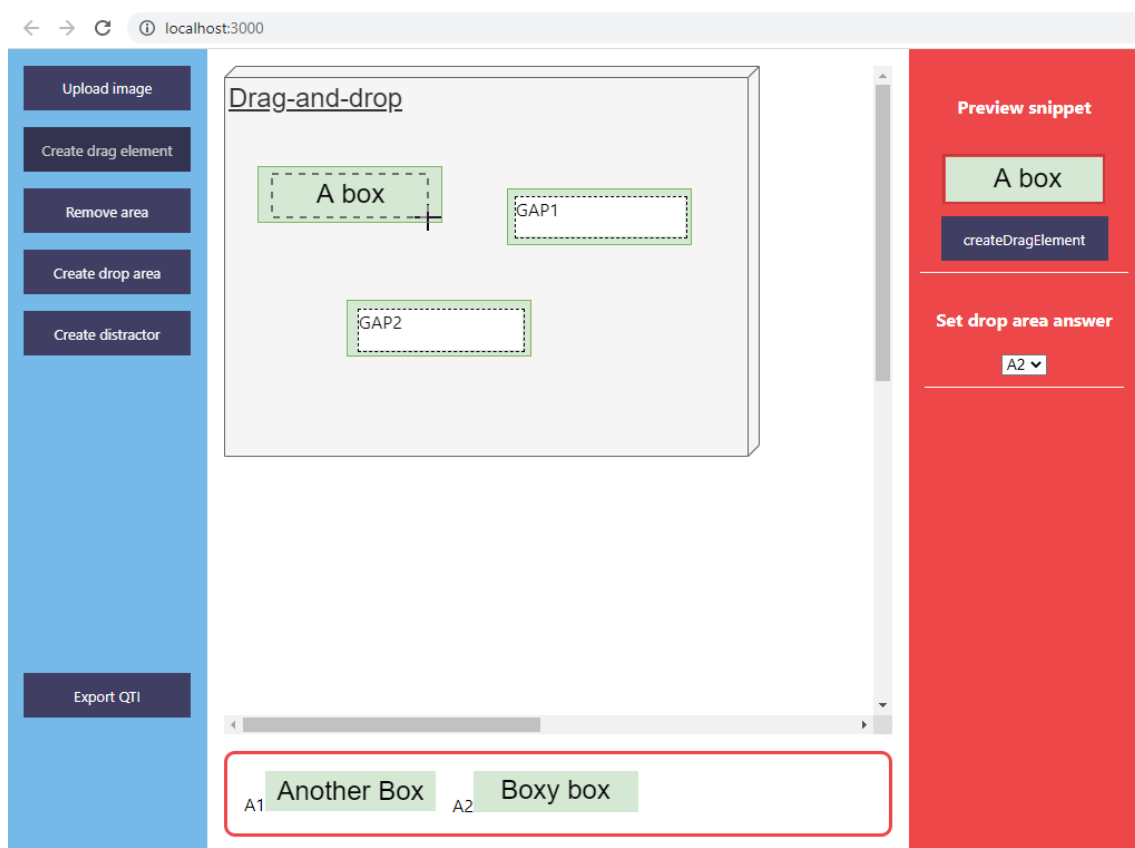 localhost:3000
Upload image
Create drag element
Remove area
Create drop area
Create distractor
Export QTI
Drag-and-drop
A box
GAP1
GAP2
A1 Another Box A2 Boxy box
Preview snippet
A box
createDragElement
Set drop area answer
A2